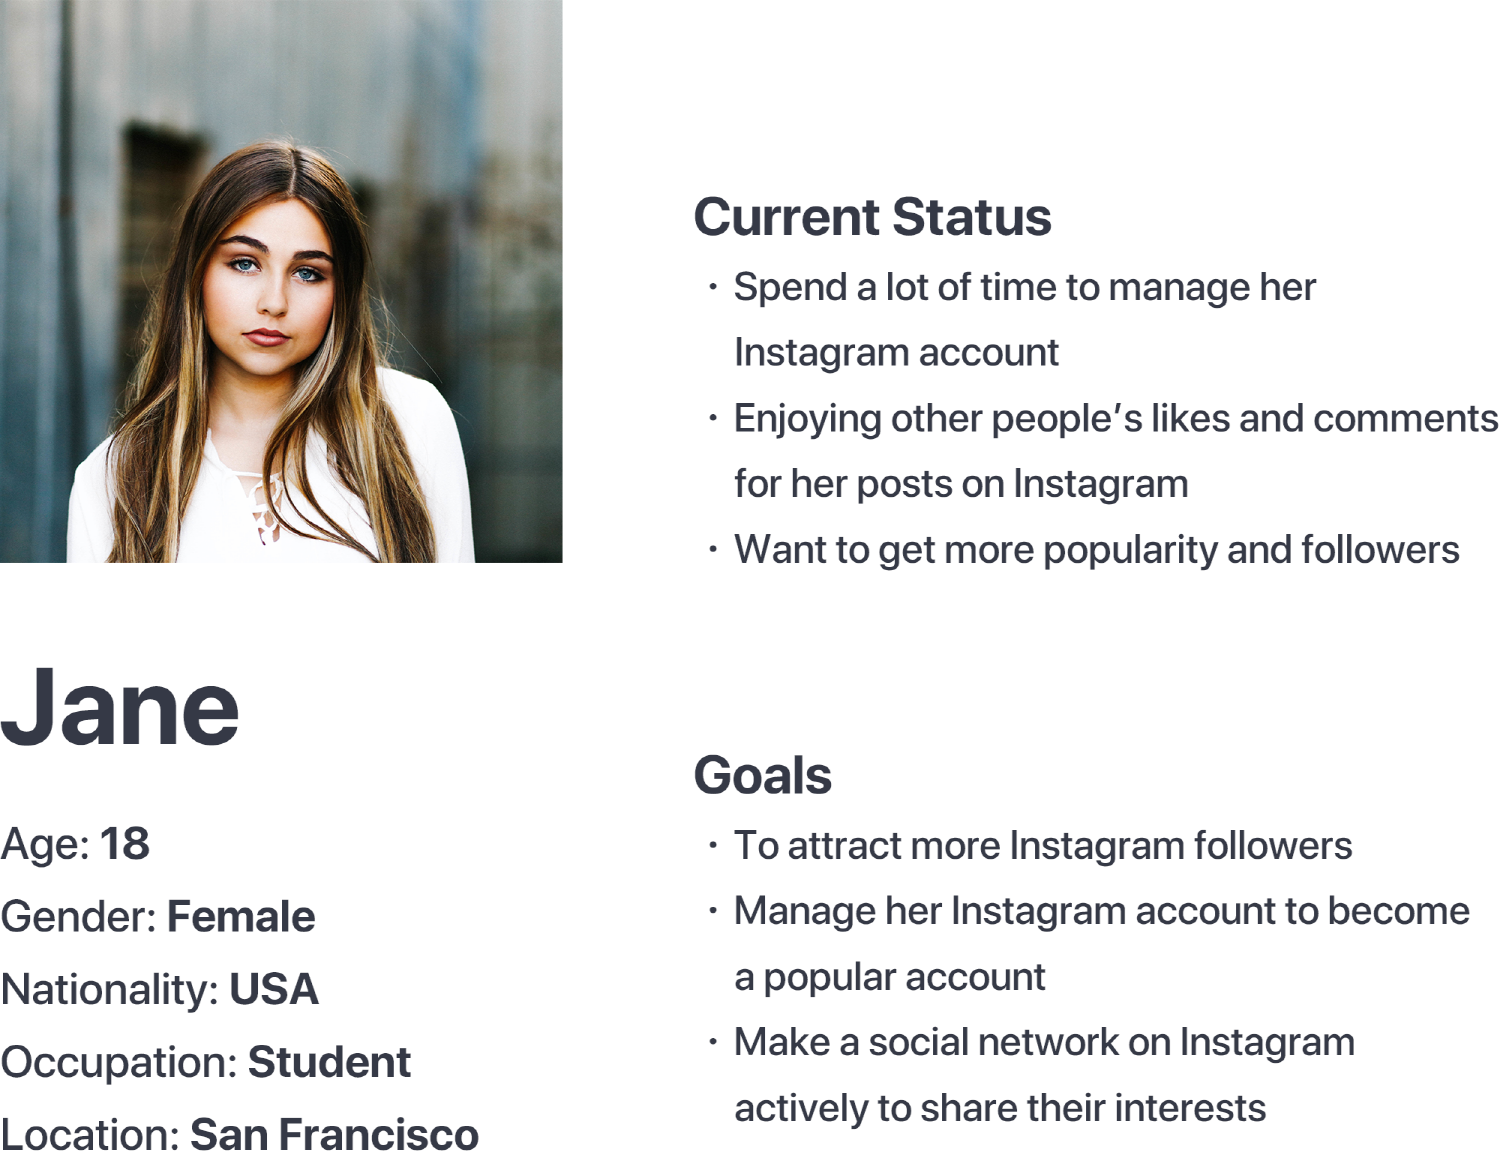 Current Status
· Spend a lot of time to manage her
Instagram account
· Enjoying other people’s likes and comments
for her posts on Instagram
· Want to get more popularity and followers
Jane
Age: 18
Gender: Female
Nationality: USA
Occupation: Student
Location: San Francisco
Goals
· To attract more Instagram followers
· Manage her Instagram account to become
a popular account
· Make a social network on Instagram
actively to share their interests